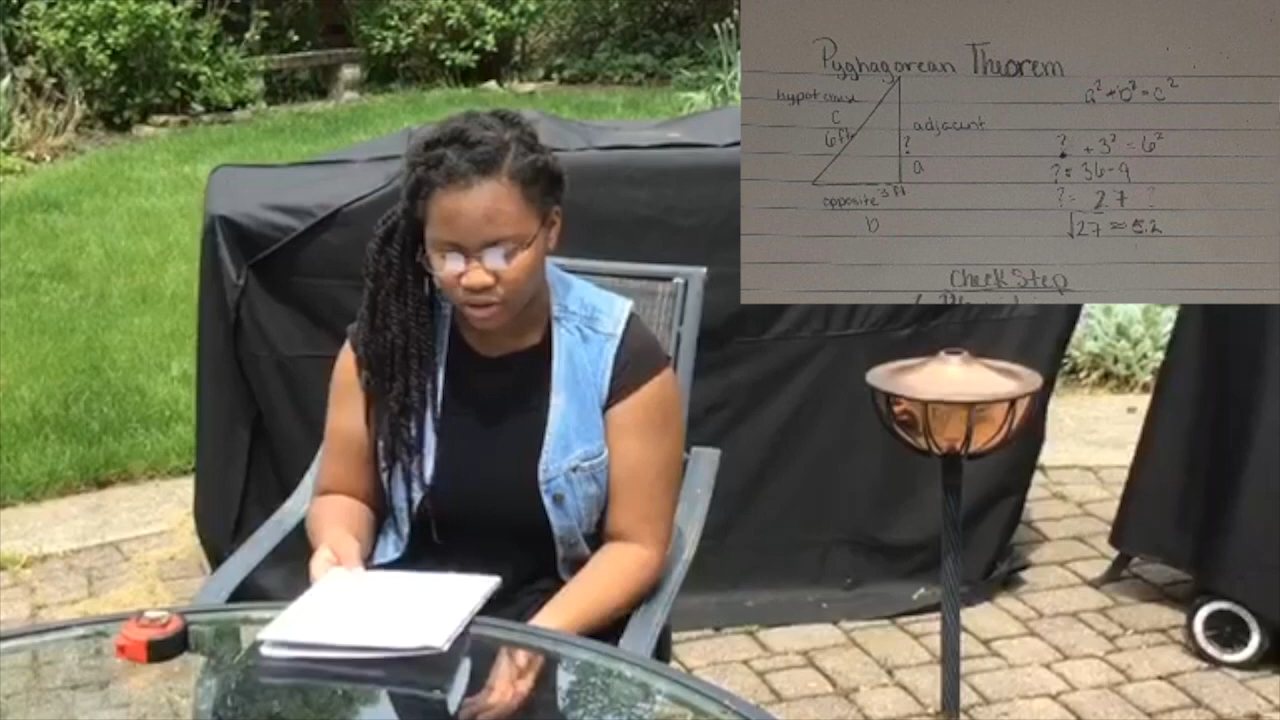 Pyghagorean Theorem
hypotenuse
a² + b² = c²
c
6ft
adjacent
?
a
? + 3² = 6²
? = 36-9
opposite 3 ft
? = 27 ?
b
√27 ≈ 5.2
Check Step